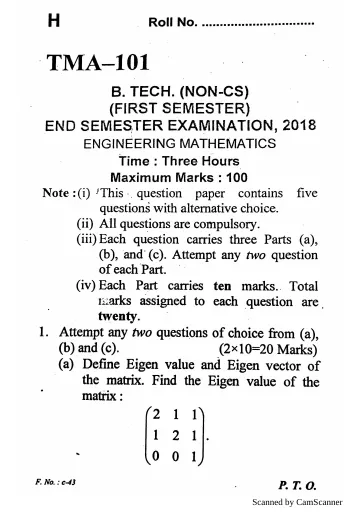 H Roll No. ................................
TMA–101
B. TECH. (NON-CS)
(FIRST SEMESTER)
END SEMESTER EXAMINATION, 2018
ENGINEERING MATHEMATICS
Time : Three Hours
Maximum Marks : 100
Note :(i) This question paper contains five
questions with alternative choice.
(ii) All questions are compulsory.
(iii) Each question carries three Parts (a),
(b), and (c). Attempt any two question
of each Part.
(iv) Each Part carries ten marks. Total
marks assigned to each question are
twenty.
1. Attempt any two questions of choice from (a),
(b) and (c). (2×10=20 Marks)
(a) Define Eigen value and Eigen vector of
the matrix. Find the Eigen value of the
matrix :
2 1 1
1 2 1
0 0 1
F. No. : c-43 P. T. O.
Scanned by CamScanner